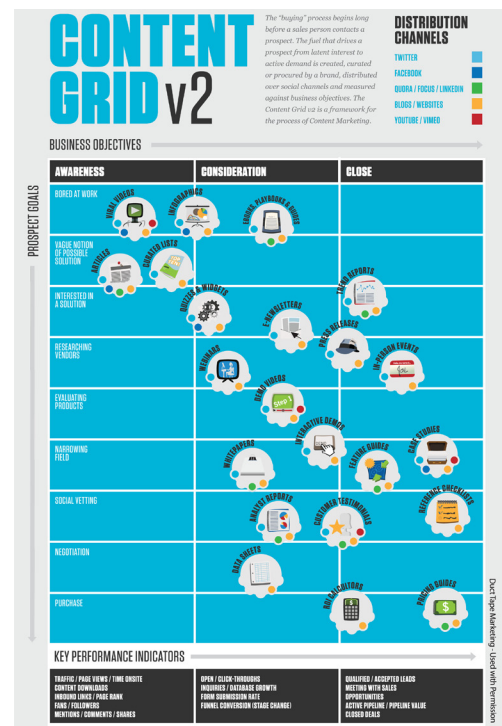 CONTENT
GRID v2
The "buying" process begins long
before a sales person contacts a
prospect. The fuel that drives a
prospect from latent interest to
active demand is created, curated
or procured by a brand, distributed
over social channels and measured
against business objectives. The
Content Grid v2 is a framework for
the process of Content Marketing.
DISTRIBUTION
CHANNELS
TWITTER
FACEBOOK
QUORA / FOCUS / LINKEDIN
BLOGS / WEBSITES
YOUTUBE / VIMEO
BUSINESS OBJECTIVES
PROSPECT GOALS
AWARENESS
CONSIDERATION
CLOSE
BORED AT WORK
VIRAL VIDEOS
INFOGRAPHICS
EBOOKS, PLAYBOOKS & GUIDES
VAGUE NOTION
OF POSSIBLE
SOLUTION
ARTICLES
CURATED LISTS
TREND REPORTS
INTERESTED IN
A SOLUTION
QUIZZES & WIDGETS
E-NEWSLETTERS
PRESS RELEASES
RESEARCHING
VENDORS
WEBINARS
IN-PERSON EVENTS
EVALUATING
PRODUCTS
DEMO VIDEOS
Step 1
INTERACTIVE DEMOS
NARROWING
FIELD
WHITEPAPERS
FEATURE GUIDES
CASE STUDIES
SOCIAL VETTING
ANALYST REPORTS
CUSTOMER TESTIMONIALS
REFERENCE CHECKLISTS
NEGOTIATION
DATA SHEETS
PURCHASE
ROI CALCULATORS
PRICING GUIDES
$
KEY PERFORMANCE INDICATORS
TRAFFIC / PAGE VIEWS / TIME ONSITE
CONTENT DOWNLOADS
INBOUND LINKS / PAGE RANK
FANS / FOLLOWERS
MENTIONS / COMMENTS / SHARES
OPEN / CLICK-THROUGHS
INQUIRIES / DATABASE GROWTH
FORM SUBMISSION RATE
FUNNEL CONVERSION (STAGE CHANGE)
QUALIFIED / ACCEPTED LEADS
MEETING WITH SALES
OPPORTUNITIES
ACTIVE PIPELINE / PIPELINE VALUE
CLOSED DEALS
Duct Tape Marketing - Used with Permission